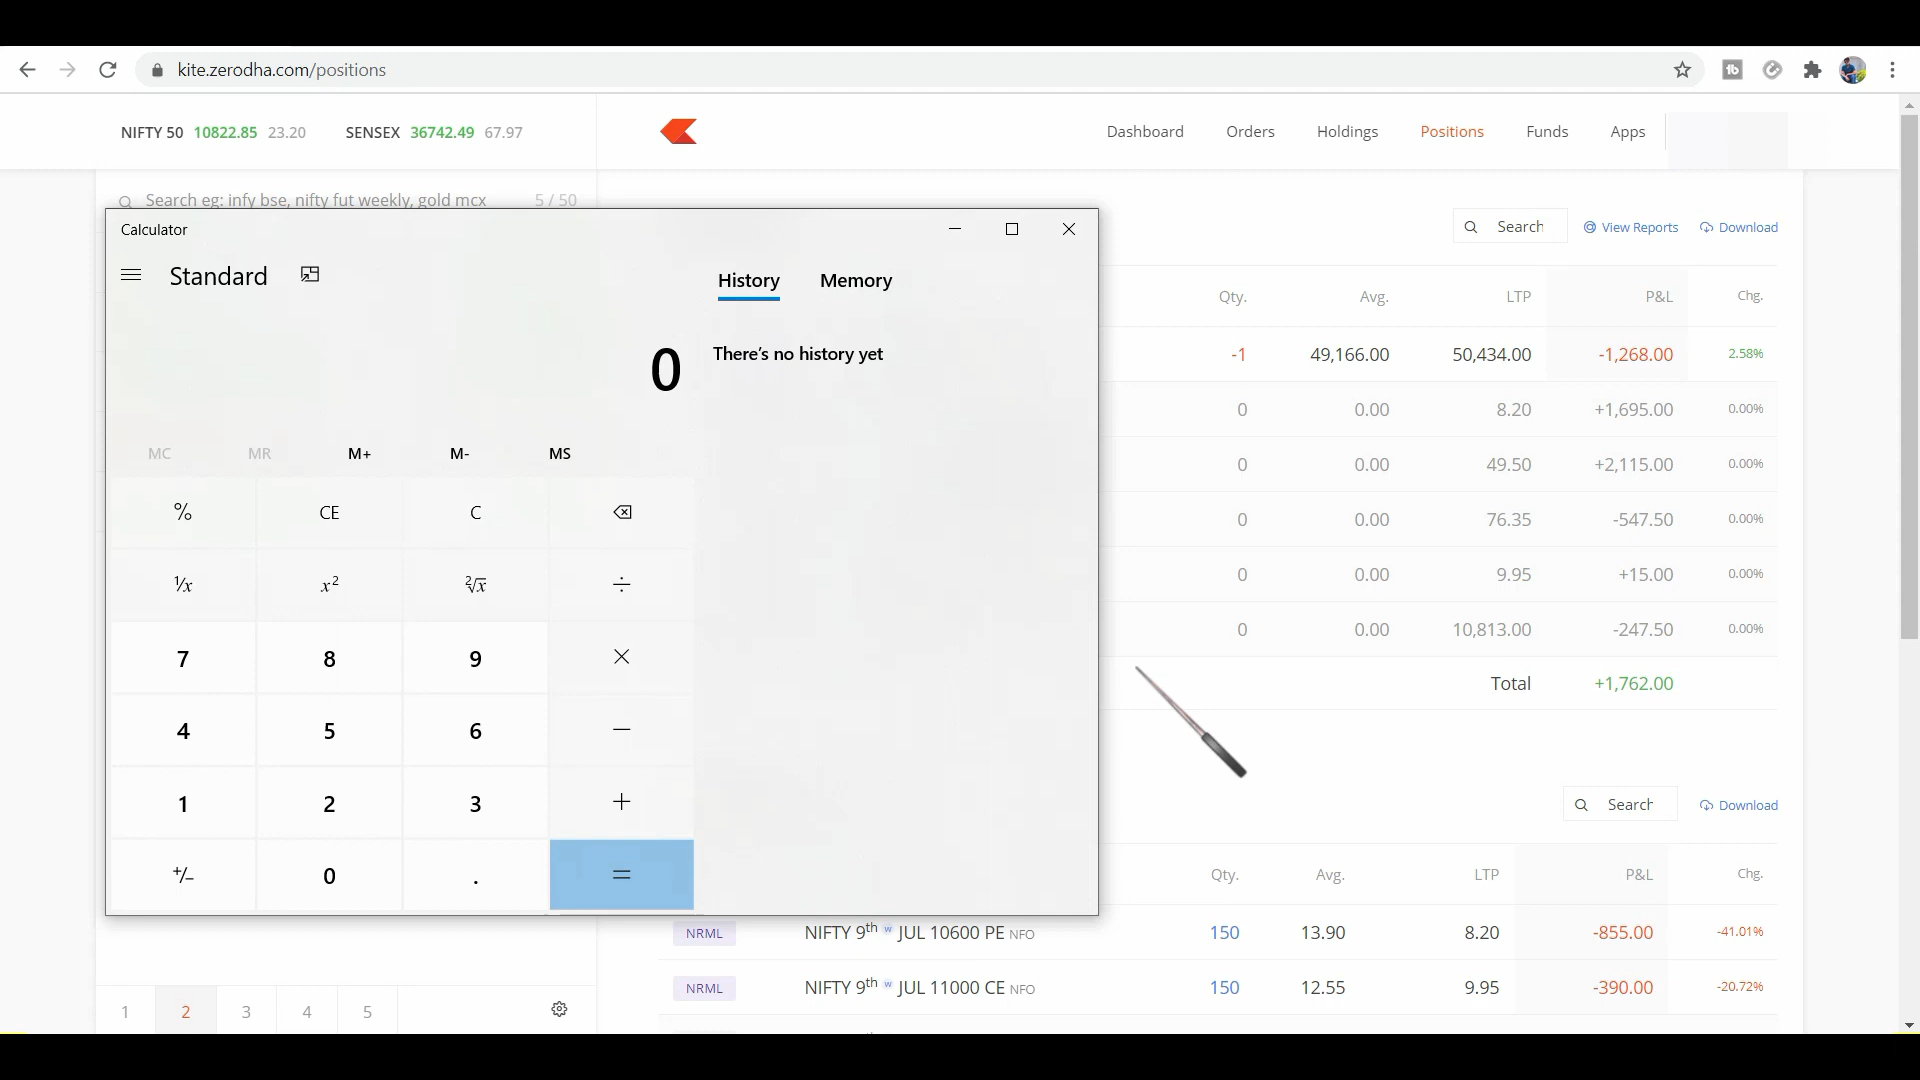 kite.zerodha.com/positions
NIFTY 50 10822.85 23.20 SENSEX 36742.49 67.97
Dashboard Orders Holdings Positions Funds Apps
Search eg: infy bse, nifty fut weekly, gold mcx 5 / 50
Calculator
Search View Reports Download
Standard
History Memory
Qty. Avg. LTP P&L Chg.
0
There's no history yet
-1 49,166.00 50,434.00 -1,268.00 2.58%
0 0.00 8.20 +1,695.00 0.00%
MC MR M+ M- MS
0 0.00 49.50 +2,115.00 0.00%
% CE C
0 0.00 76.35 -547.50 0.00%
¹/x x² ²√x ÷
0 0.00 9.95 +15.00 0.00%
7 8 9 ×
0 0.00 10,813.00 -247.50 0.00%
Total +1,762.00
4 5 6 −
1 2 3 +
Search Download
+/− 0 . =
Qty. Avg. LTP P&L Chg.
NRML NIFTY 9th w JUL 10600 PE NFO 150 13.90 8.20 -855.00 -41.01%
NRML NIFTY 9th w JUL 11000 CE NFO 150 12.55 9.95 -390.00 -20.72%
1 2 3 4 5